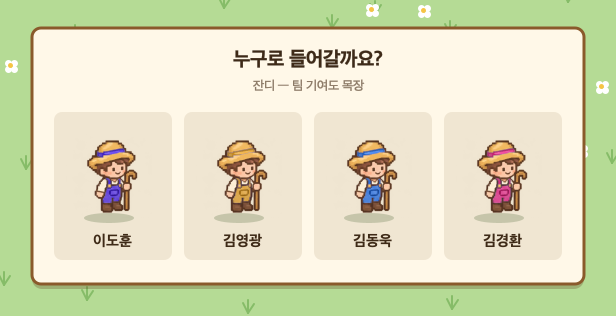 누구로 들어갈까요?
잔디 — 팀 기여도 목장
이도훈
김영광
김동욱
김경환